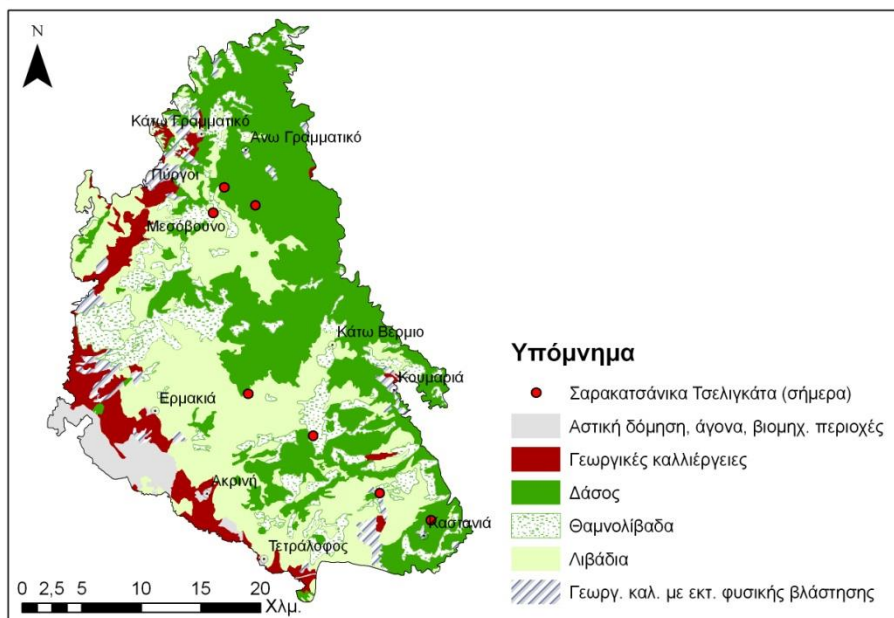 N
Κάτω Γραμματικό
Άνω Γραμματικό
Πύργοι
Μεσόβουνο
Κάτω Βέρμιο
Κουμαριά
Ερμακιά
Ακρινή
Καστανιά
Τετράλοφος
0 2,5 5 10 15 20
Χλμ.
Υπόμνημα
Σαρακατσάνικα Τσελιγκάτα (σήμερα)
Αστική δόμηση, άγονα, βιομηχ. περιοχές
Γεωργικές καλλιέργειες
Δάσος
Θαμνολίβαδα
Λιβάδια
Γεωργ. καλ. με εκτ. φυσικής βλάστησης